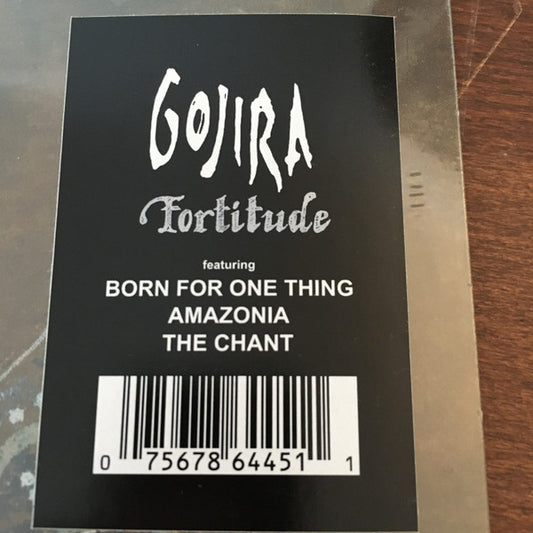 GOJIRA
Fortitude
featuring
BORN FOR ONE THING
AMAZONIA
THE CHANT
0 75678 64451 1